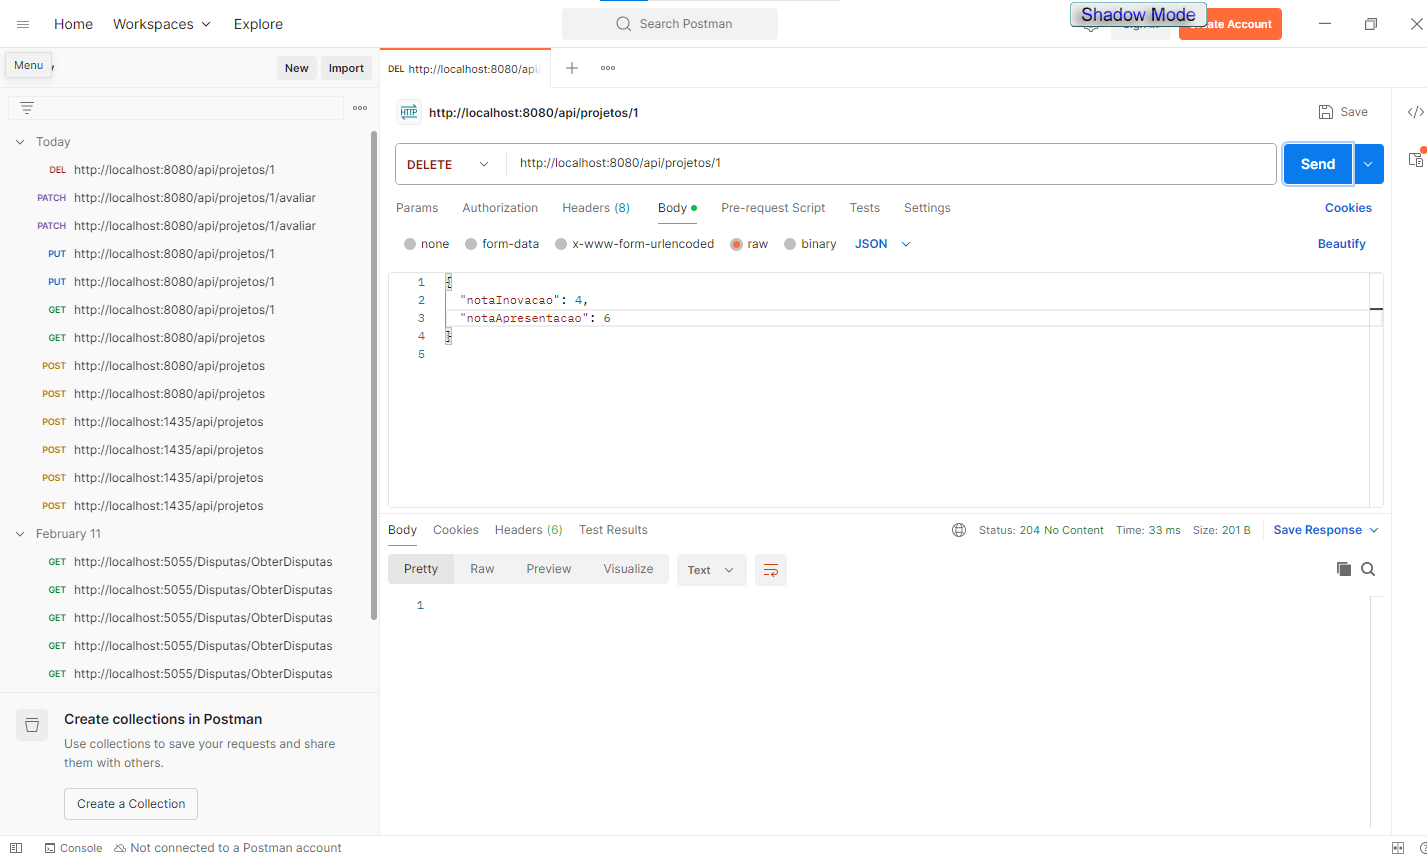 Home Workspaces Explore Search Postman Shadow Mode Create Account
Menu New Import DEL http://localhost:8080/api/
HTTP http://localhost:8080/api/projetos/1 Save
DELETE http://localhost:8080/api/projetos/1 Send
Params Authorization Headers (8) Body Pre-request Script Tests Settings Cookies
none form-data x-www-form-urlencoded raw binary JSON Beautify
1 {
2 "notaInovacao": 4,
3 "notaApresentacao": 6
4 }
5
Today
DEL http://localhost:8080/api/projetos/1
PATCH http://localhost:8080/api/projetos/1/avaliar
PATCH http://localhost:8080/api/projetos/1/avaliar
PUT http://localhost:8080/api/projetos/1
PUT http://localhost:8080/api/projetos/1
GET http://localhost:8080/api/projetos/1
GET http://localhost:8080/api/projetos
POST http://localhost:8080/api/projetos
POST http://localhost:8080/api/projetos
POST http://localhost:1435/api/projetos
POST http://localhost:1435/api/projetos
POST http://localhost:1435/api/projetos
POST http://localhost:1435/api/projetos
February 11
GET http://localhost:5055/Disputas/ObterDisputas
GET http://localhost:5055/Disputas/ObterDisputas
GET http://localhost:5055/Disputas/ObterDisputas
GET http://localhost:5055/Disputas/ObterDisputas
GET http://localhost:5055/Disputas/ObterDisputas
Body Cookies Headers (6) Test Results Status: 204 No Content Time: 33 ms Size: 201 B Save Response
Pretty Raw Preview Visualize Text
1
Create collections in Postman
Use collections to save your requests and share
them with others.
Create a Collection
Console Not connected to a Postman account